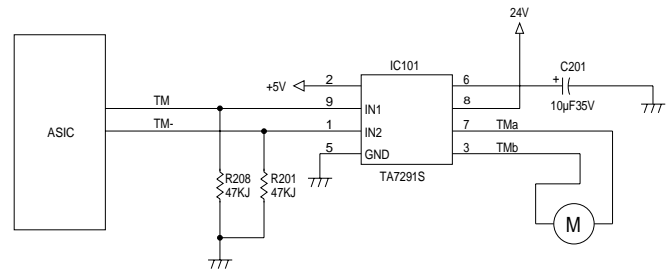 24V
IC101
C201
+5V
2
6
+
10µF35V
TM
9
IN1
8
ASIC
TM-
1
IN2
7
TMa
5
GND
3
TMb
TA7291S
R208
47KJ
R201
47KJ
M